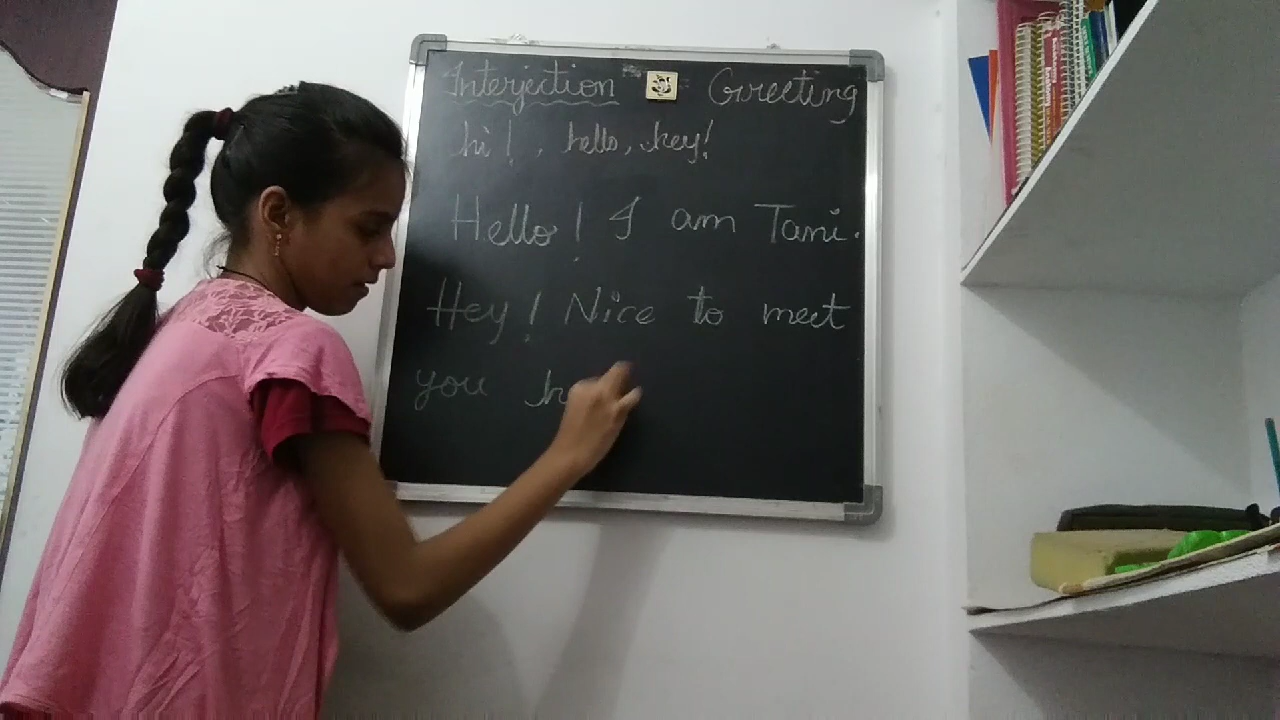 Interjection Greeting
hi!, hello, hey!
Hello! I am Tani.
Hey! Nice to meet
you